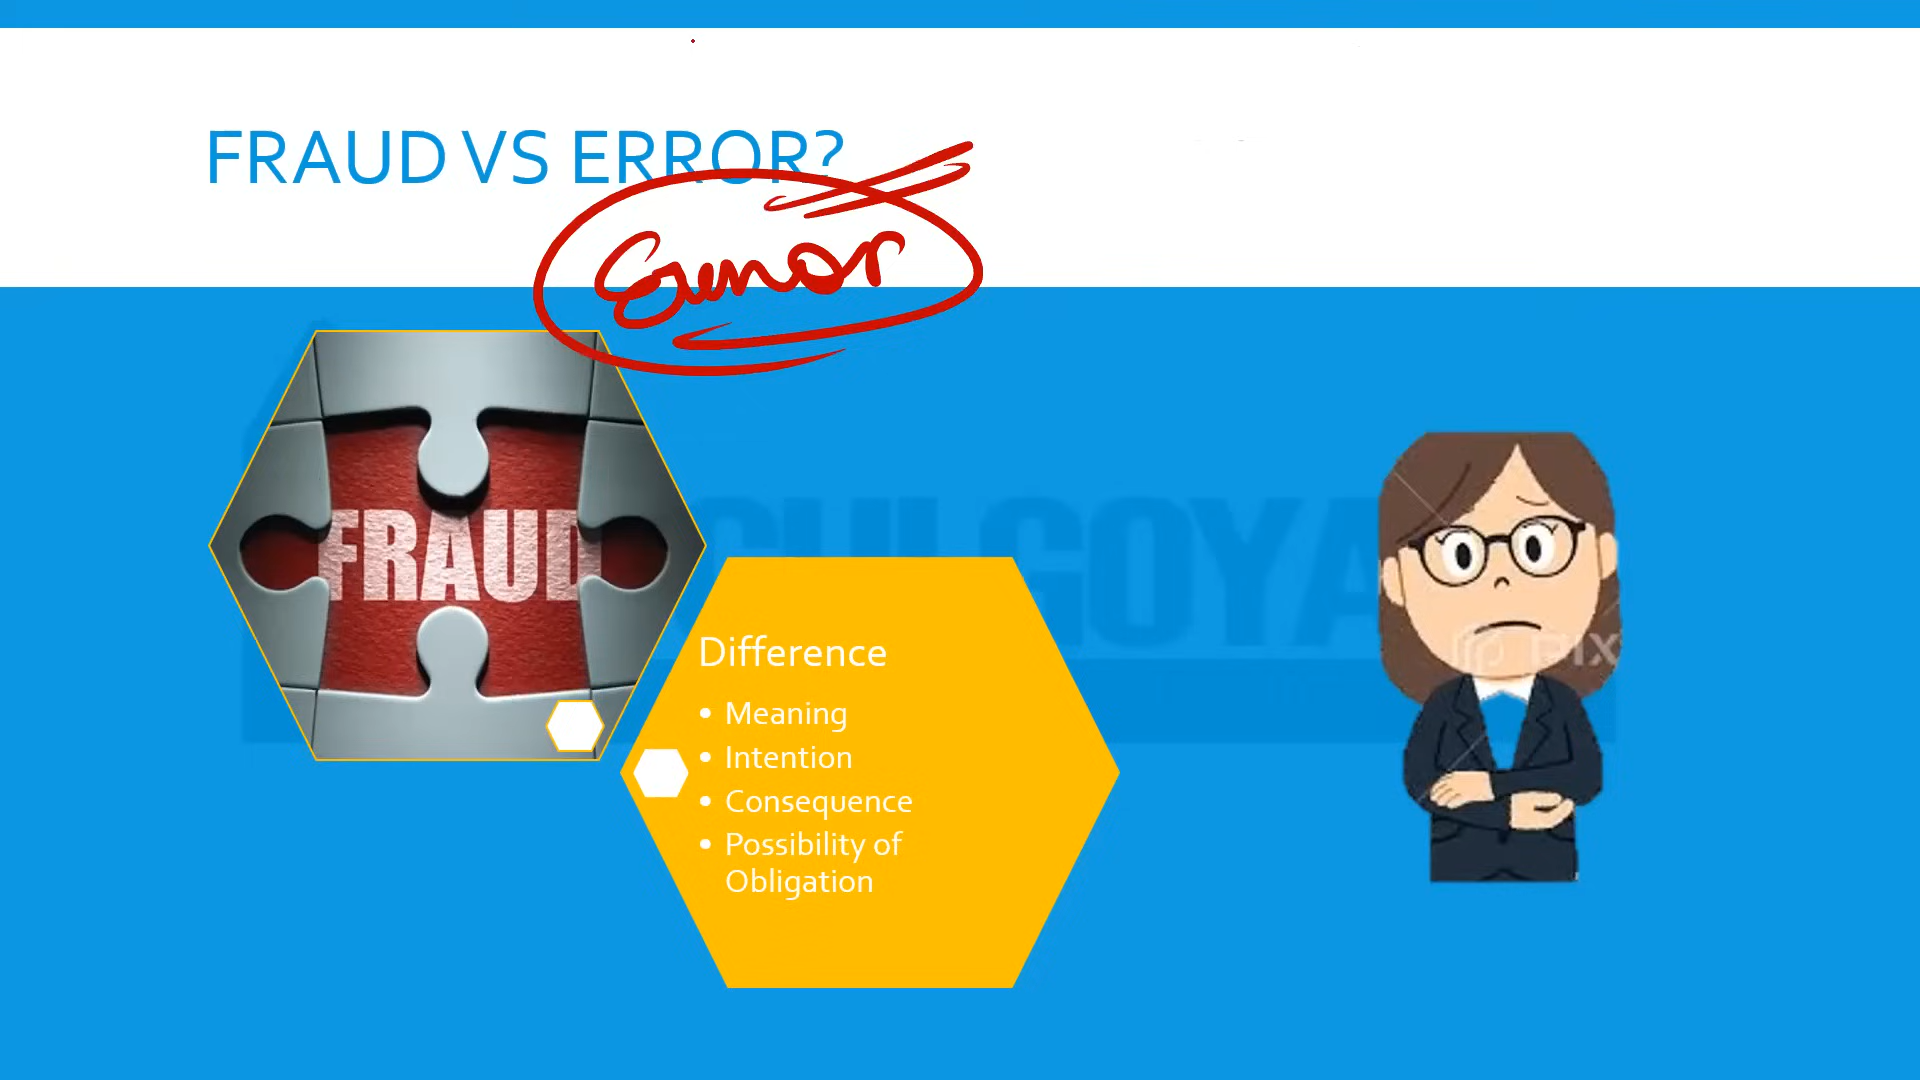 FRAUD VS ERROR?
Error
FRAUD
Difference
• Meaning
• Intention
• Consequence
• Possibility of
Obligation